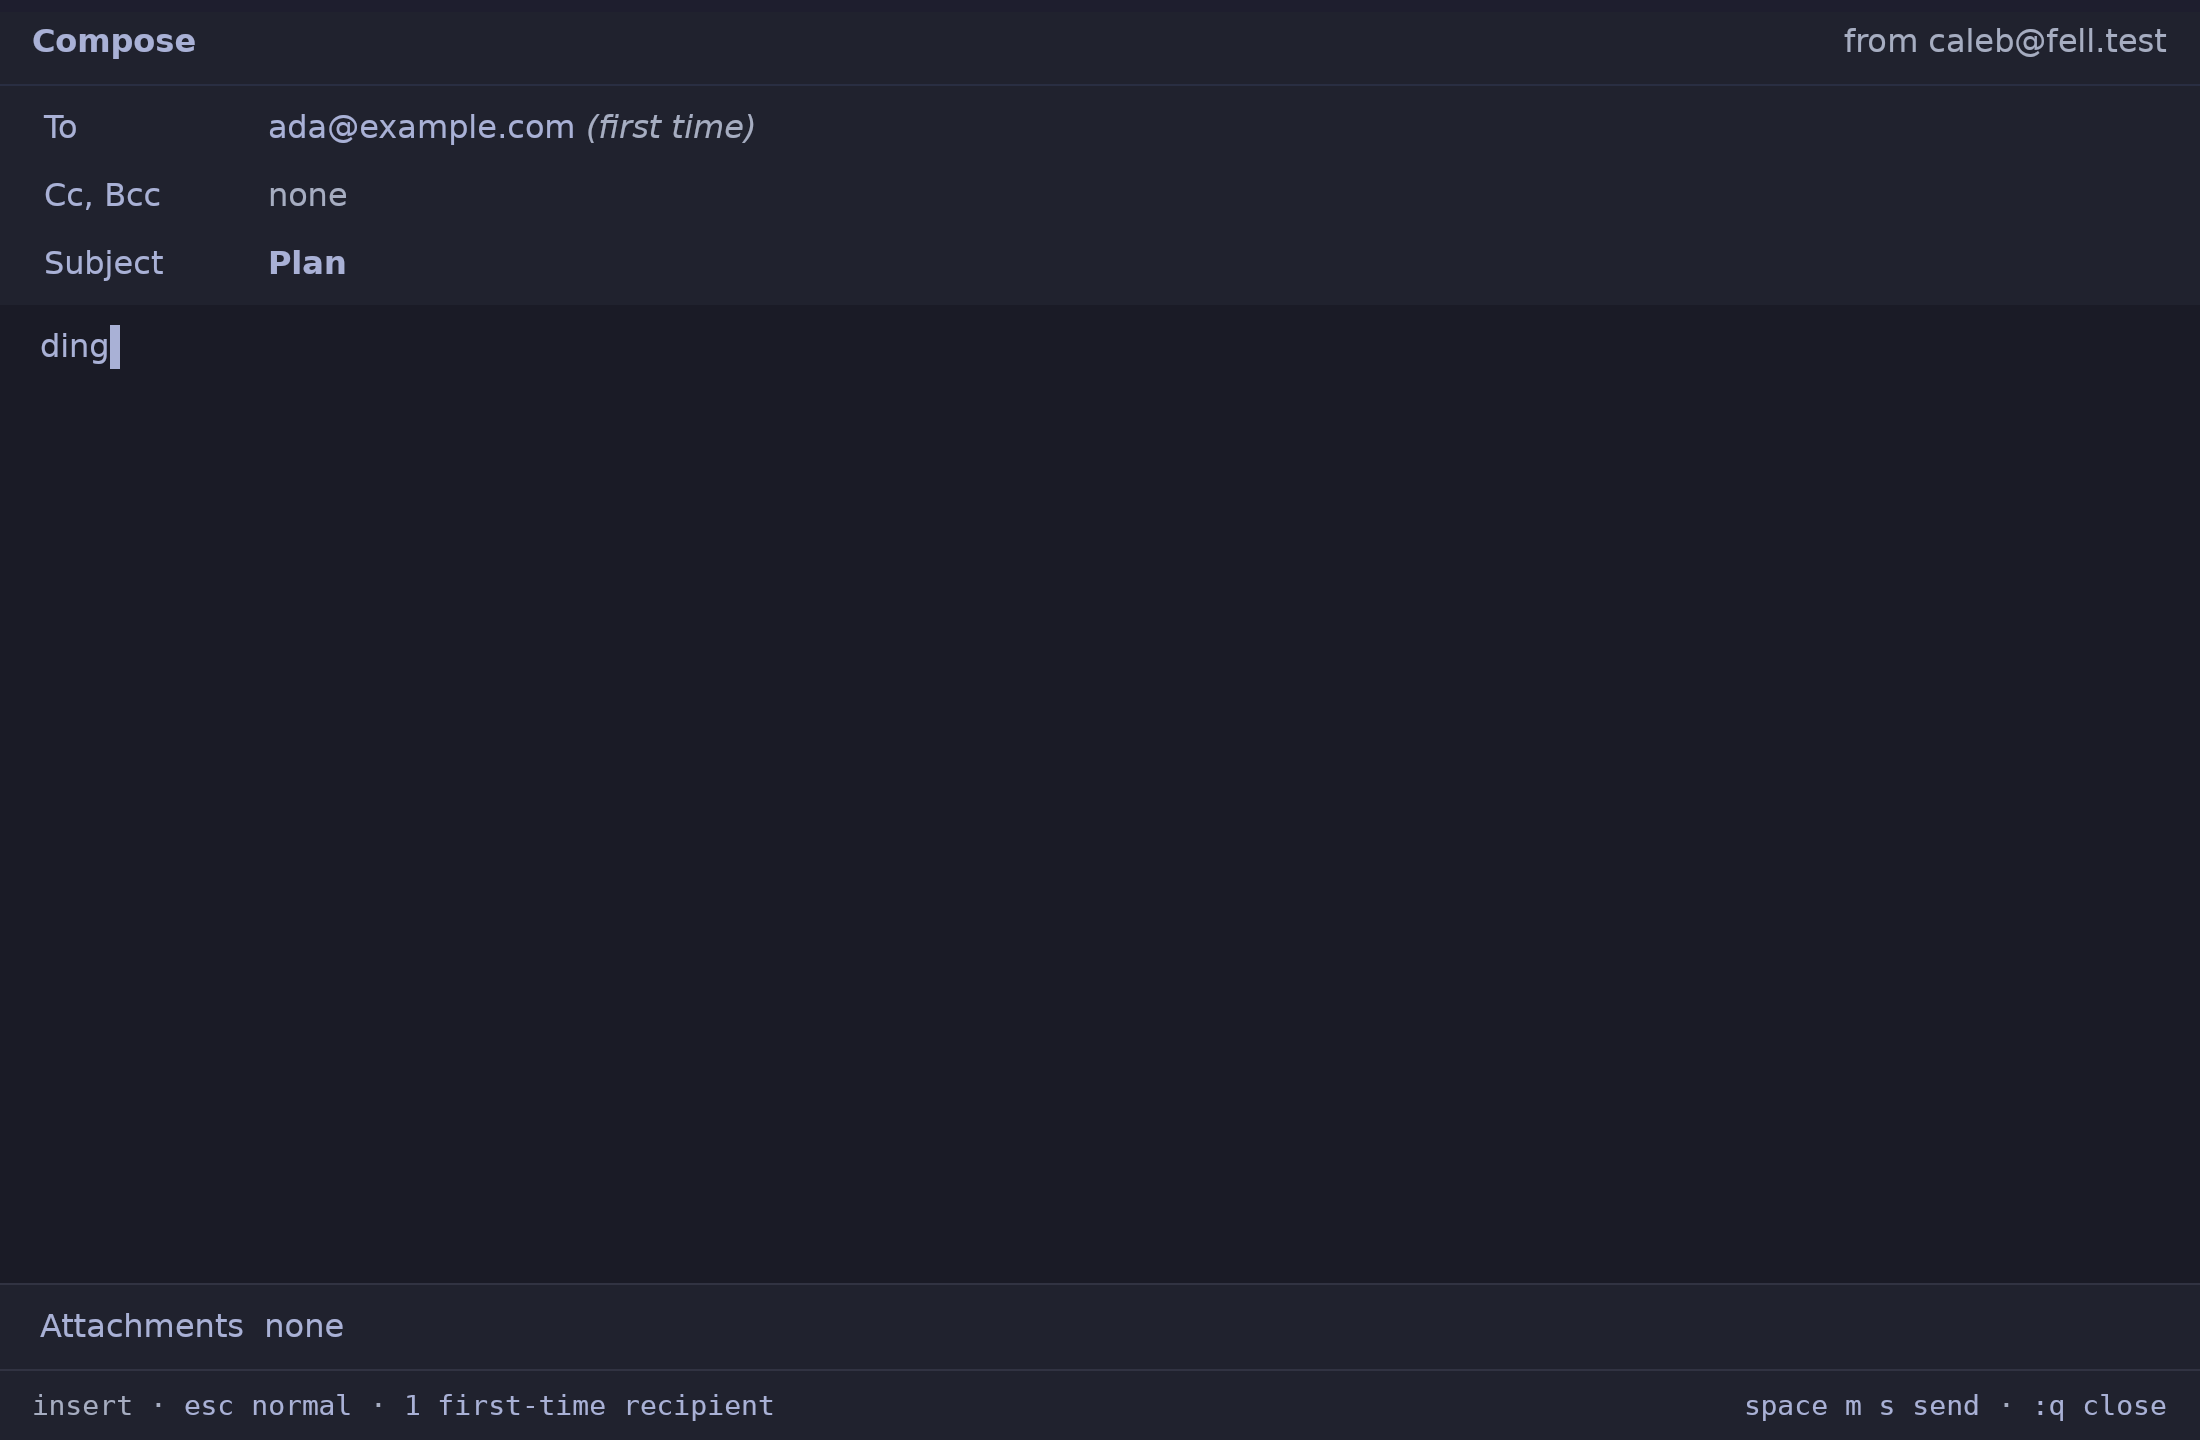 Compose from caleb@fell.test
To ada@example.com (first time)
Cc, Bcc none
Subject Plan
ding
Attachments none
insert · esc normal · 1 first-time recipient space m s send · :q close